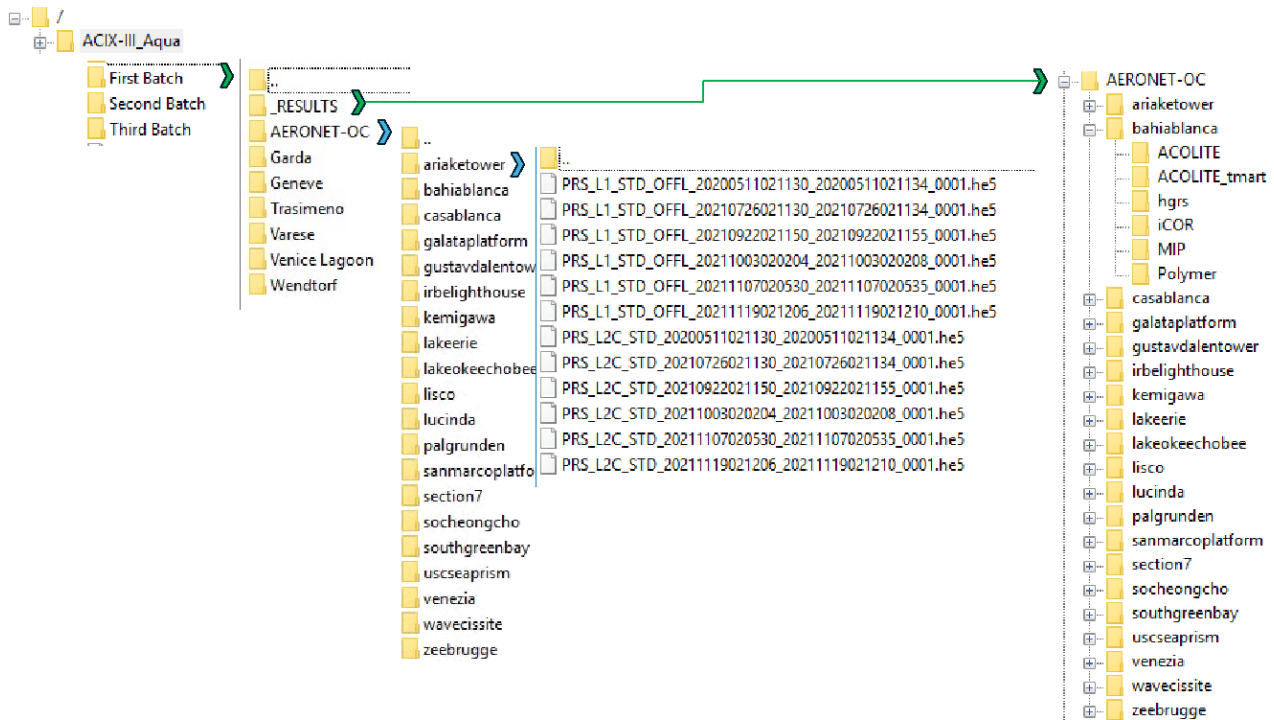 /
ACIX-III_Aqua
First Batch
Second Batch
Third Batch
..
_RESULTS
AERONET-OC
Garda
Geneve
Trasimeno
Varese
Venice Lagoon
Wendtorf
..
ariaketower
bahiablanca
casablanca
galataplatform
gustavdalentow
irbelighthouse
kemigawa
lakeerie
lakeokeechobee
lisco
lucinda
palgrunden
sanmarcoplatfo
section7
socheongcho
southgreenbay
uscseaprism
venezia
wavecissite
zeebrugge
..
PRS_L1_STD_OFFL_20200511021130_20200511021134_0001.he5
PRS_L1_STD_OFFL_20210726021130_20210726021134_0001.he5
PRS_L1_STD_OFFL_20210922021150_20210922021155_0001.he5
PRS_L1_STD_OFFL_20211003020204_20211003020208_0001.he5
PRS_L1_STD_OFFL_20211107020530_20211107020535_0001.he5
PRS_L1_STD_OFFL_20211119021206_20211119021210_0001.he5
PRS_L2C_STD_20200511021130_20200511021134_0001.he5
PRS_L2C_STD_20210726021130_20210726021134_0001.he5
PRS_L2C_STD_20210922021150_20210922021155_0001.he5
PRS_L2C_STD_20211003020204_20211003020208_0001.he5
PRS_L2C_STD_20211107020530_20211107020535_0001.he5
PRS_L2C_STD_20211119021206_20211119021210_0001.he5
AERONET-OC
ariaketower
bahiablanca
ACOLITE
ACOLITE_tmart
hgrs
iCOR
MIP
Polymer
casablanca
galataplatform
gustavdalentower
irbelighthouse
kemigawa
lakeerie
lakeokeechobee
lisco
lucinda
palgrunden
sanmarcoplatform
section7
socheongcho
southgreenbay
uscseaprism
venezia
wavecissite
zeebrugge